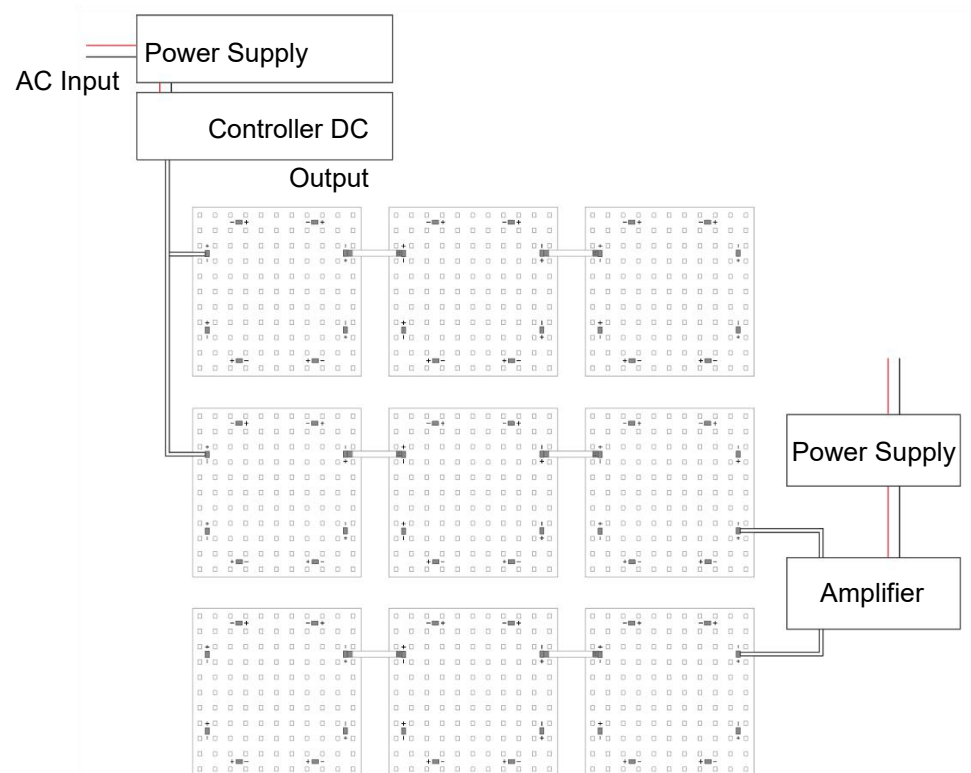 Power Supply
AC Input
Controller DC
Output
Power Supply
Amplifier